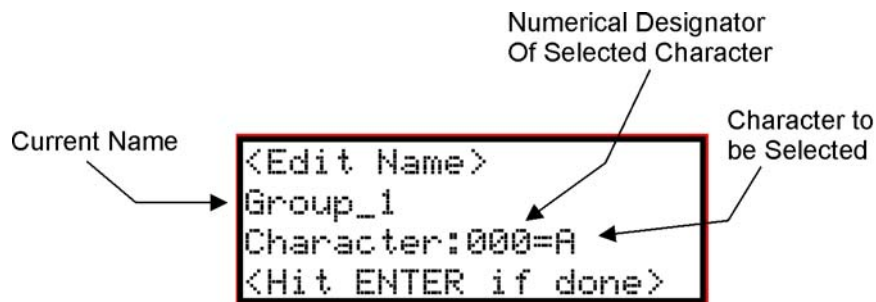 Numerical Designator
Of Selected Character
Character to
be Selected
Current Name
<Edit Name>
Group_1
Character:000=A
<Hit ENTER if done>